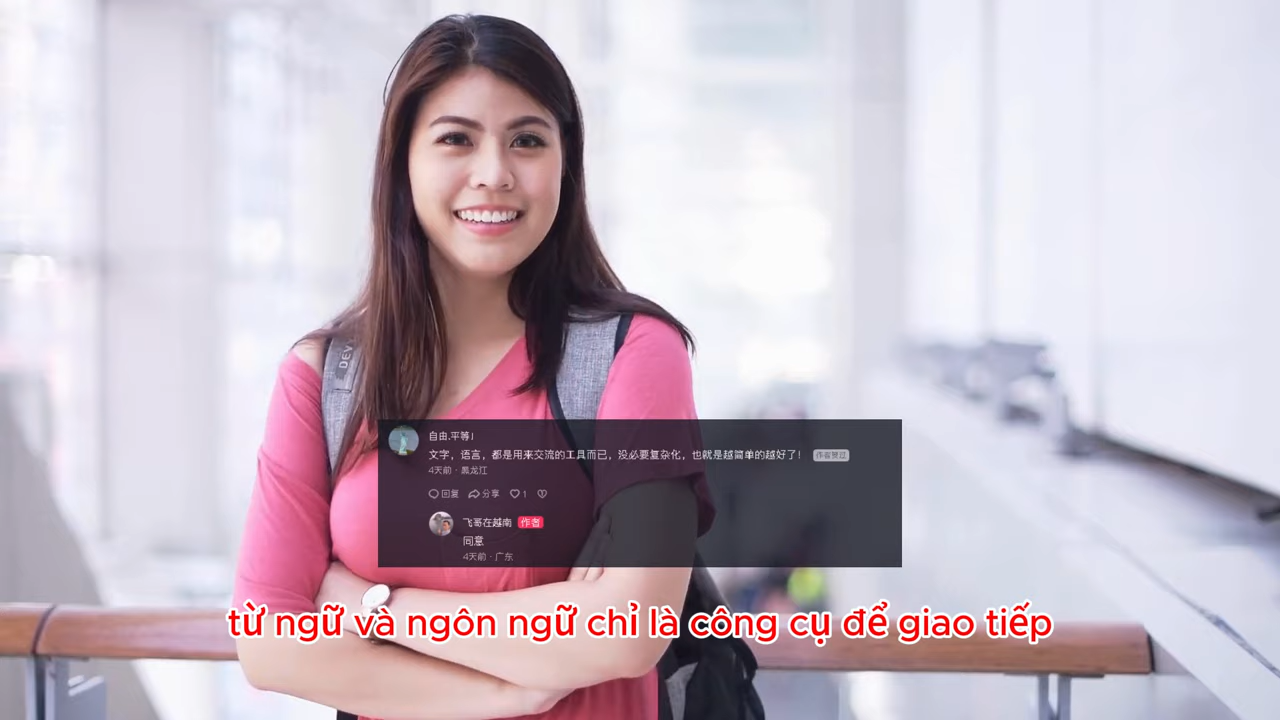 DEV
自由.平等!
文字，语言，都是用来交流的工具而已，没必要复杂化，也就是越简单的越好了！ 作者赞过
4天前 · 黑龙江
回复 分享 1
飞哥在越南 作者
同意
4天前 · 广东
từ ngữ và ngôn ngữ chỉ là công cụ để giao tiếp